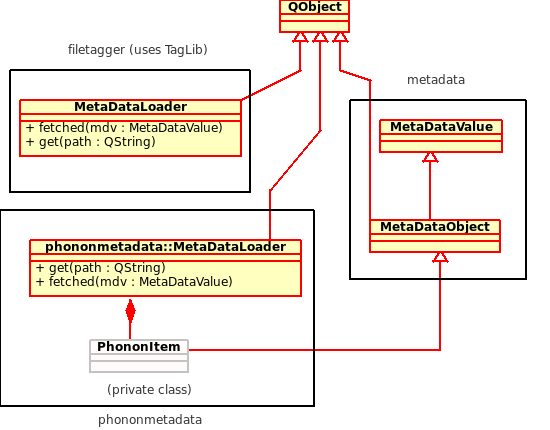 QObject
filetagger (uses TagLib)
metadata
MetaDataLoader
+ fetched(mdv : MetaDataValue)
+ get(path : QString)
MetaDataValue
MetaDataObject
phononmetadata::MetaDataLoader
+ get(path : QString)
+ fetched(mdv : MetaDataValue)
PhononItem
(private class)
phononmetadata